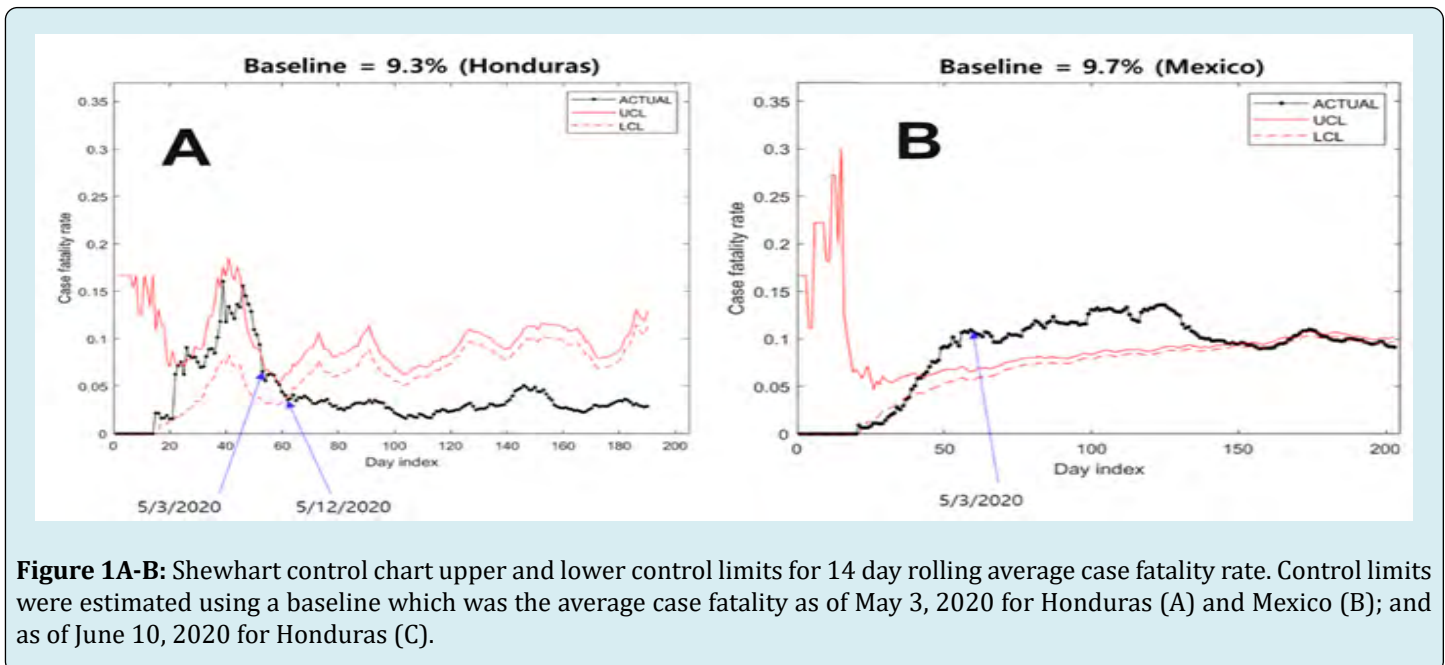 Baseline = 9.3% (Honduras)
0.35
0.3
0.25
0.2
0.15
0.1
0.05
0
Case fatality rate
A
ACTUAL
UCL
LCL
0 20 40 60 80 100 120 140 160 180 200
Day index
5/3/2020 5/12/2020
Baseline = 9.7% (Mexico)
0.35
0.3
0.25
0.2
0.15
0.1
0.05
0
Case fatality rate
B
ACTUAL
UCL
LCL
0 50 100 150 200
Day index
5/3/2020
Figure 1A-B: Shewhart control chart upper and lower control limits for 14 day rolling average case fatality rate. Control limits
were estimated using a baseline which was the average case fatality as of May 3, 2020 for Honduras (A) and Mexico (B); and
as of June 10, 2020 for Honduras (C).